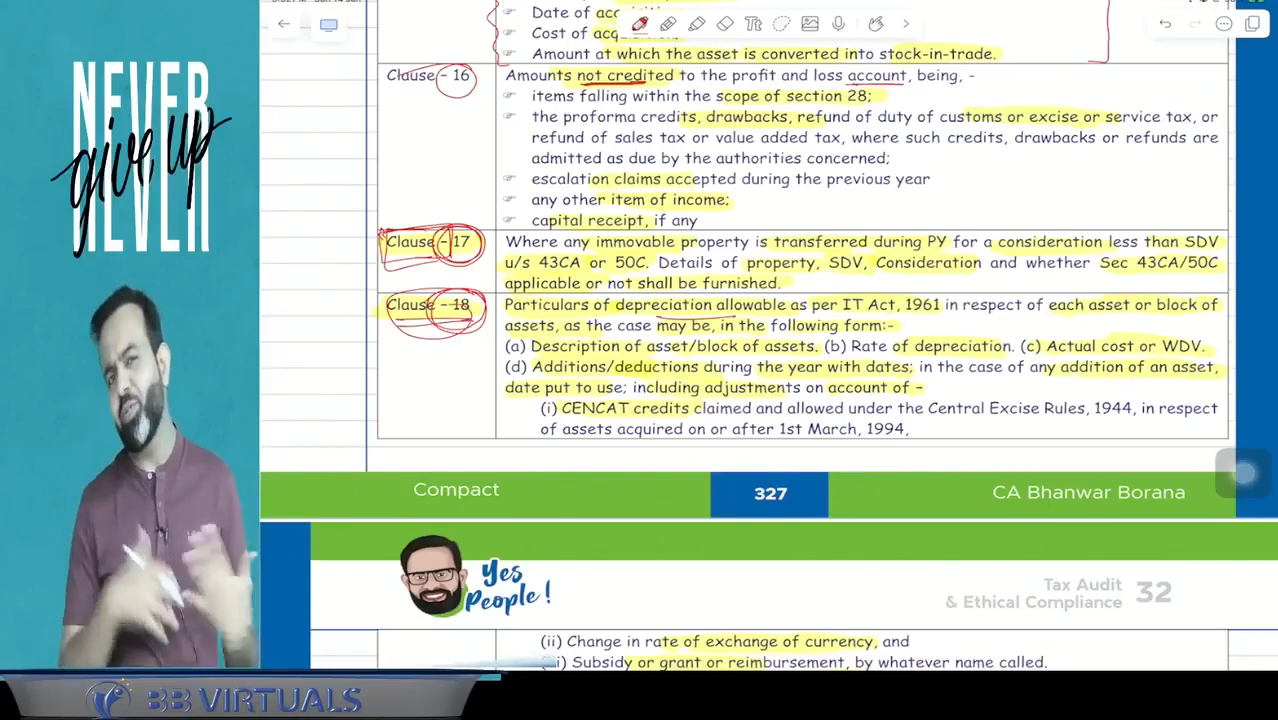 NEVER
give up
NEVER
Date of
Cost of
Amount at which the asset is converted into stock-in-trade.
Clause – 16
Amounts not credited to the profit and loss account, being, -
items falling within the scope of section 28;
the proforma credits, drawbacks, refund of duty of customs or excise or service tax, or
refund of sales tax or value added tax, where such credits, drawbacks or refunds are
admitted as due by the authorities concerned;
escalation claims accepted during the previous year
any other item of income;
capital receipt, if any
Clause – 17
Where any immovable property is transferred during PY for a consideration less than SDV
u/s 43CA or 50C. Details of property, SDV, Consideration and whether Sec 43CA/50C
applicable or not shall be furnished.
Clause – 18
Particulars of depreciation allowable as per IT Act, 1961 in respect of each asset or block of
assets, as the case may be, in the following form:-
(a) Description of asset/block of assets. (b) Rate of depreciation. (c) Actual cost or WDV.
(d) Additions/deductions during the year with dates; in the case of any addition of an asset,
date put to use; including adjustments on account of –
(i) CENCAT credits claimed and allowed under the Central Excise Rules, 1944, in respect
of assets acquired on or after 1st March, 1994,
Compact
327
CA Bhanwar Borana
Yes
People !
Tax Audit
& Ethical Compliance 32
(ii) Change in rate of exchange of currency, and
Subsidy or grant or reimbursement, by whatever name called.
BB VIRTUALS